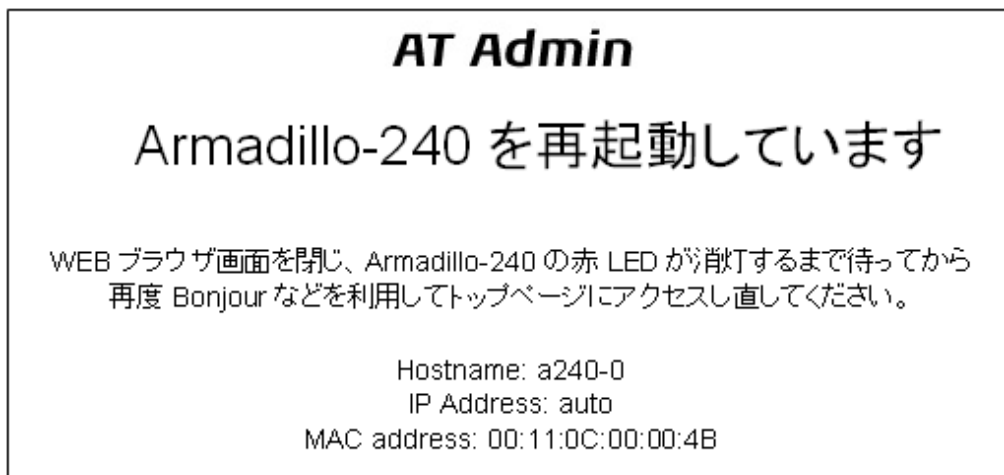 AT Admin
Armadillo-240 を再起動しています
WEB ブラウザ画面を閉じ、Armadillo-240 の赤 LED が消灯するまで待ってから
再度 Bonjour などを利用してトップページにアクセスし直してください。
Hostname: a240-0
IP Address: auto
MAC address: 00:11:0C:00:00:4B